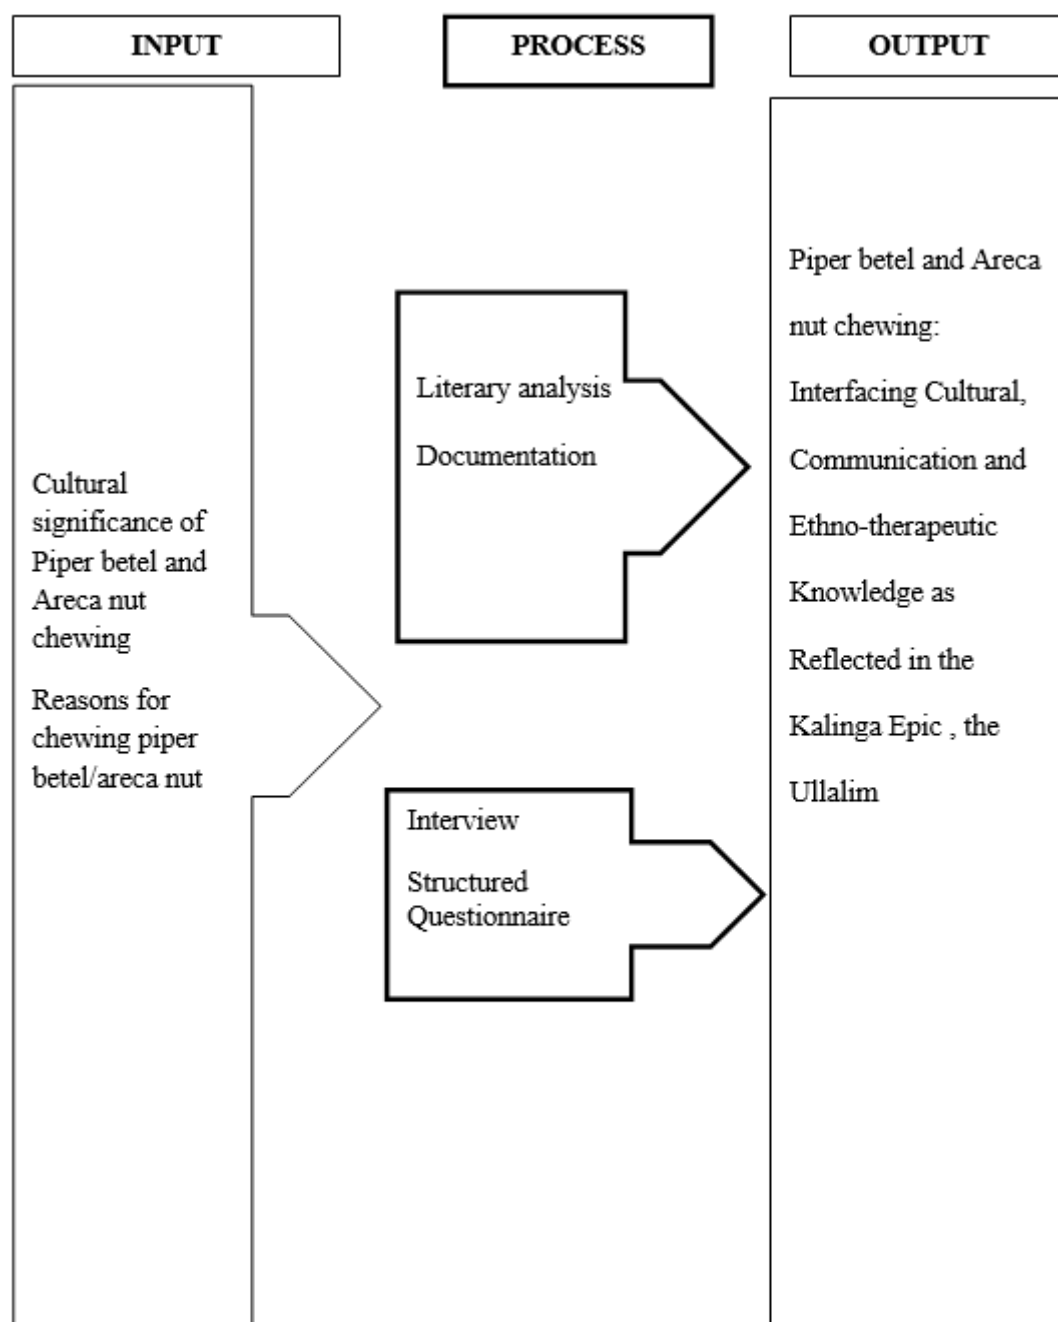 INPUT
PROCESS
OUTPUT
Cultural
significance of
Piper betel and
Areca nut
chewing
Reasons for
chewing piper
betel/areca nut
Literary analysis
Documentation
Interview
Structured
Questionnaire
Piper betel and Areca
nut chewing:
Interfacing Cultural,
Communication and
Ethno-therapeutic
Knowledge as
Reflected in the
Kalinga Epic , the
Ullalim